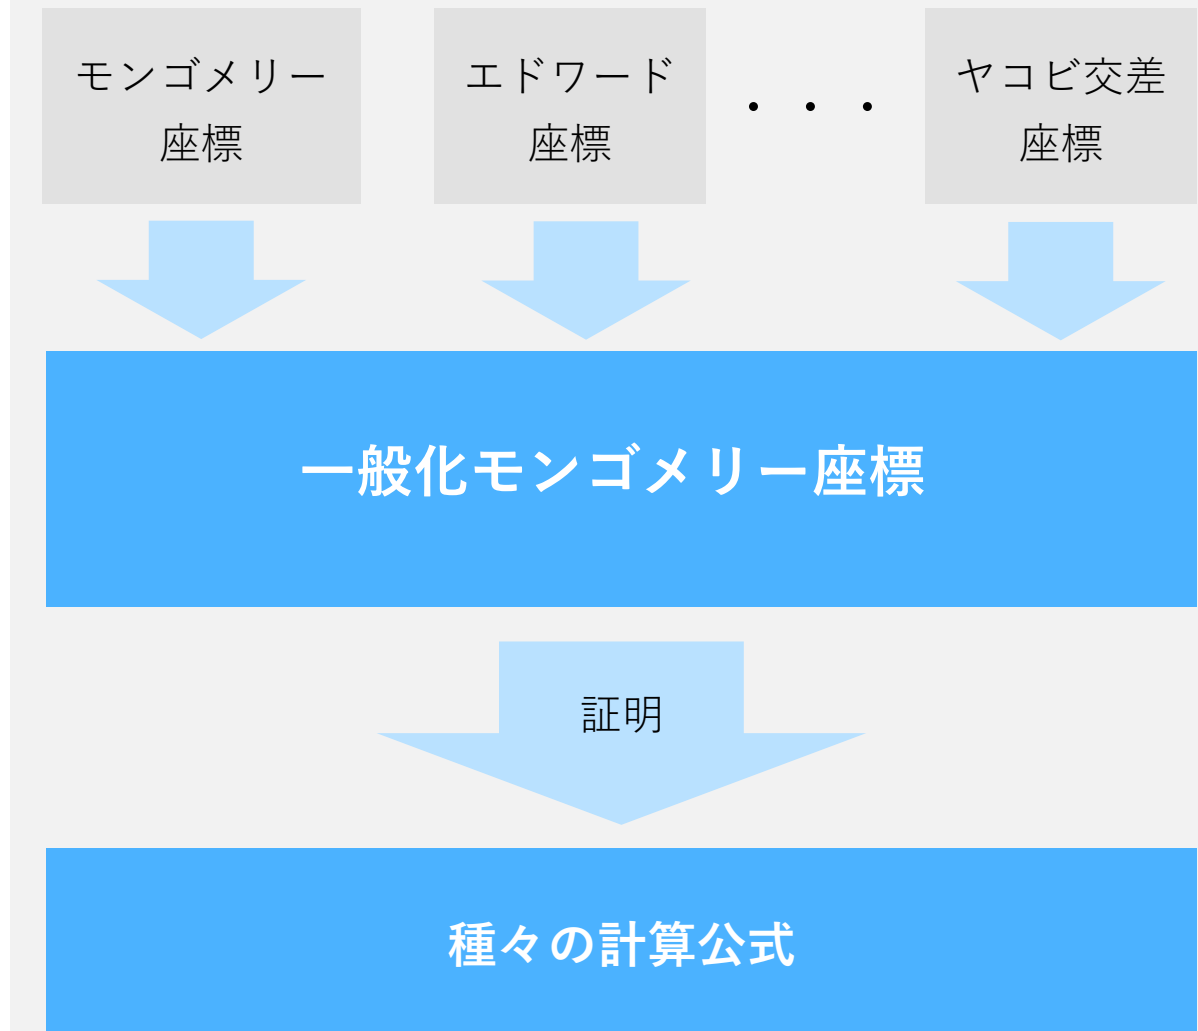 モンゴメリー
座標
エドワード
座標
・・・
ヤコビ交差
座標
一般化モンゴメリー座標
証明
種々の計算公式